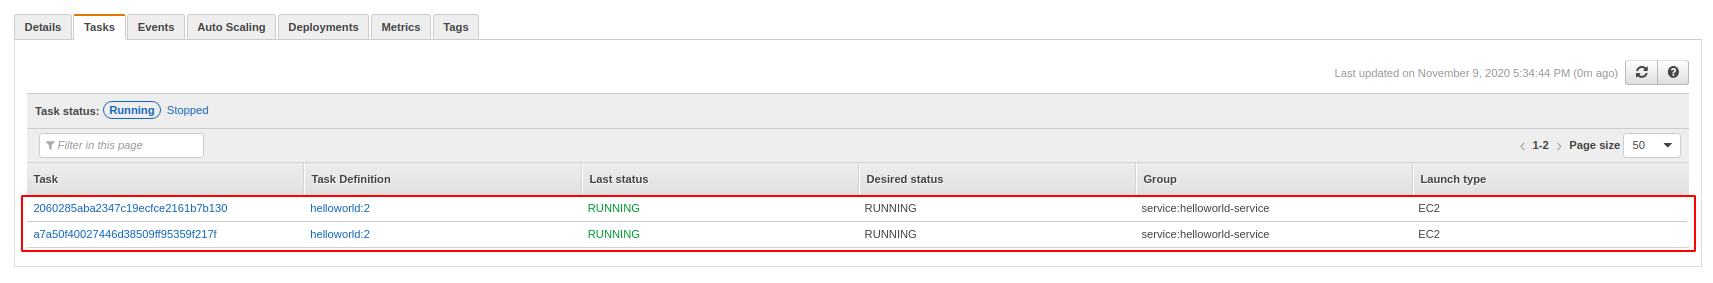 Details Tasks Events Auto Scaling Deployments Metrics Tags
Last updated on November 9, 2020 5:34:44 PM (0m ago)
Task status: Running Stopped
Filter in this page 1-2 Page size 50
Task Task Definition Last status Desired status Group Launch type
2060285aba2347c19ecfce2161b7b130 helloworld:2 RUNNING RUNNING service:helloworld-service EC2
a7a50f40027446d38509ff95359f217f helloworld:2 RUNNING RUNNING service:helloworld-service EC2